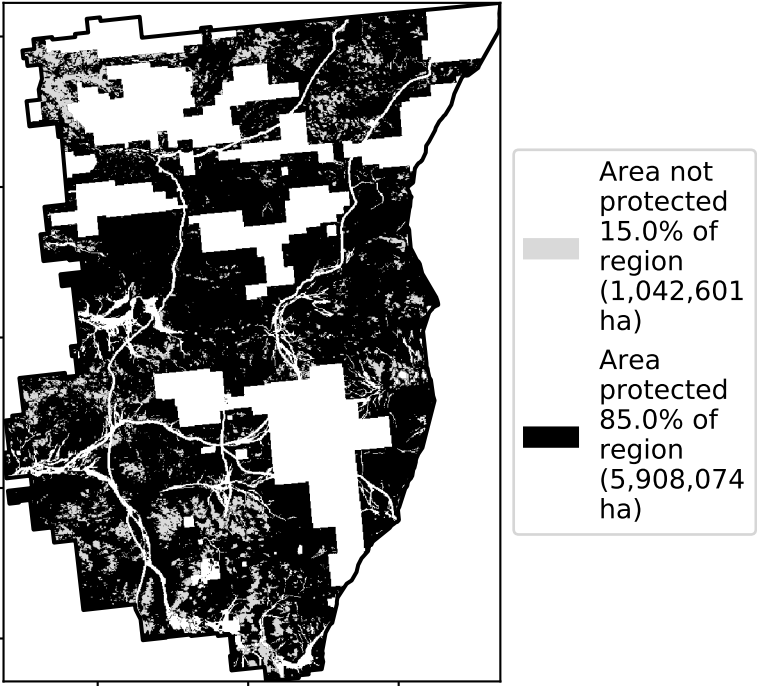 Area not
protected
15.0% of
region
(1,042,601
ha)
Area
protected
85.0% of
region
(5,908,074
ha)